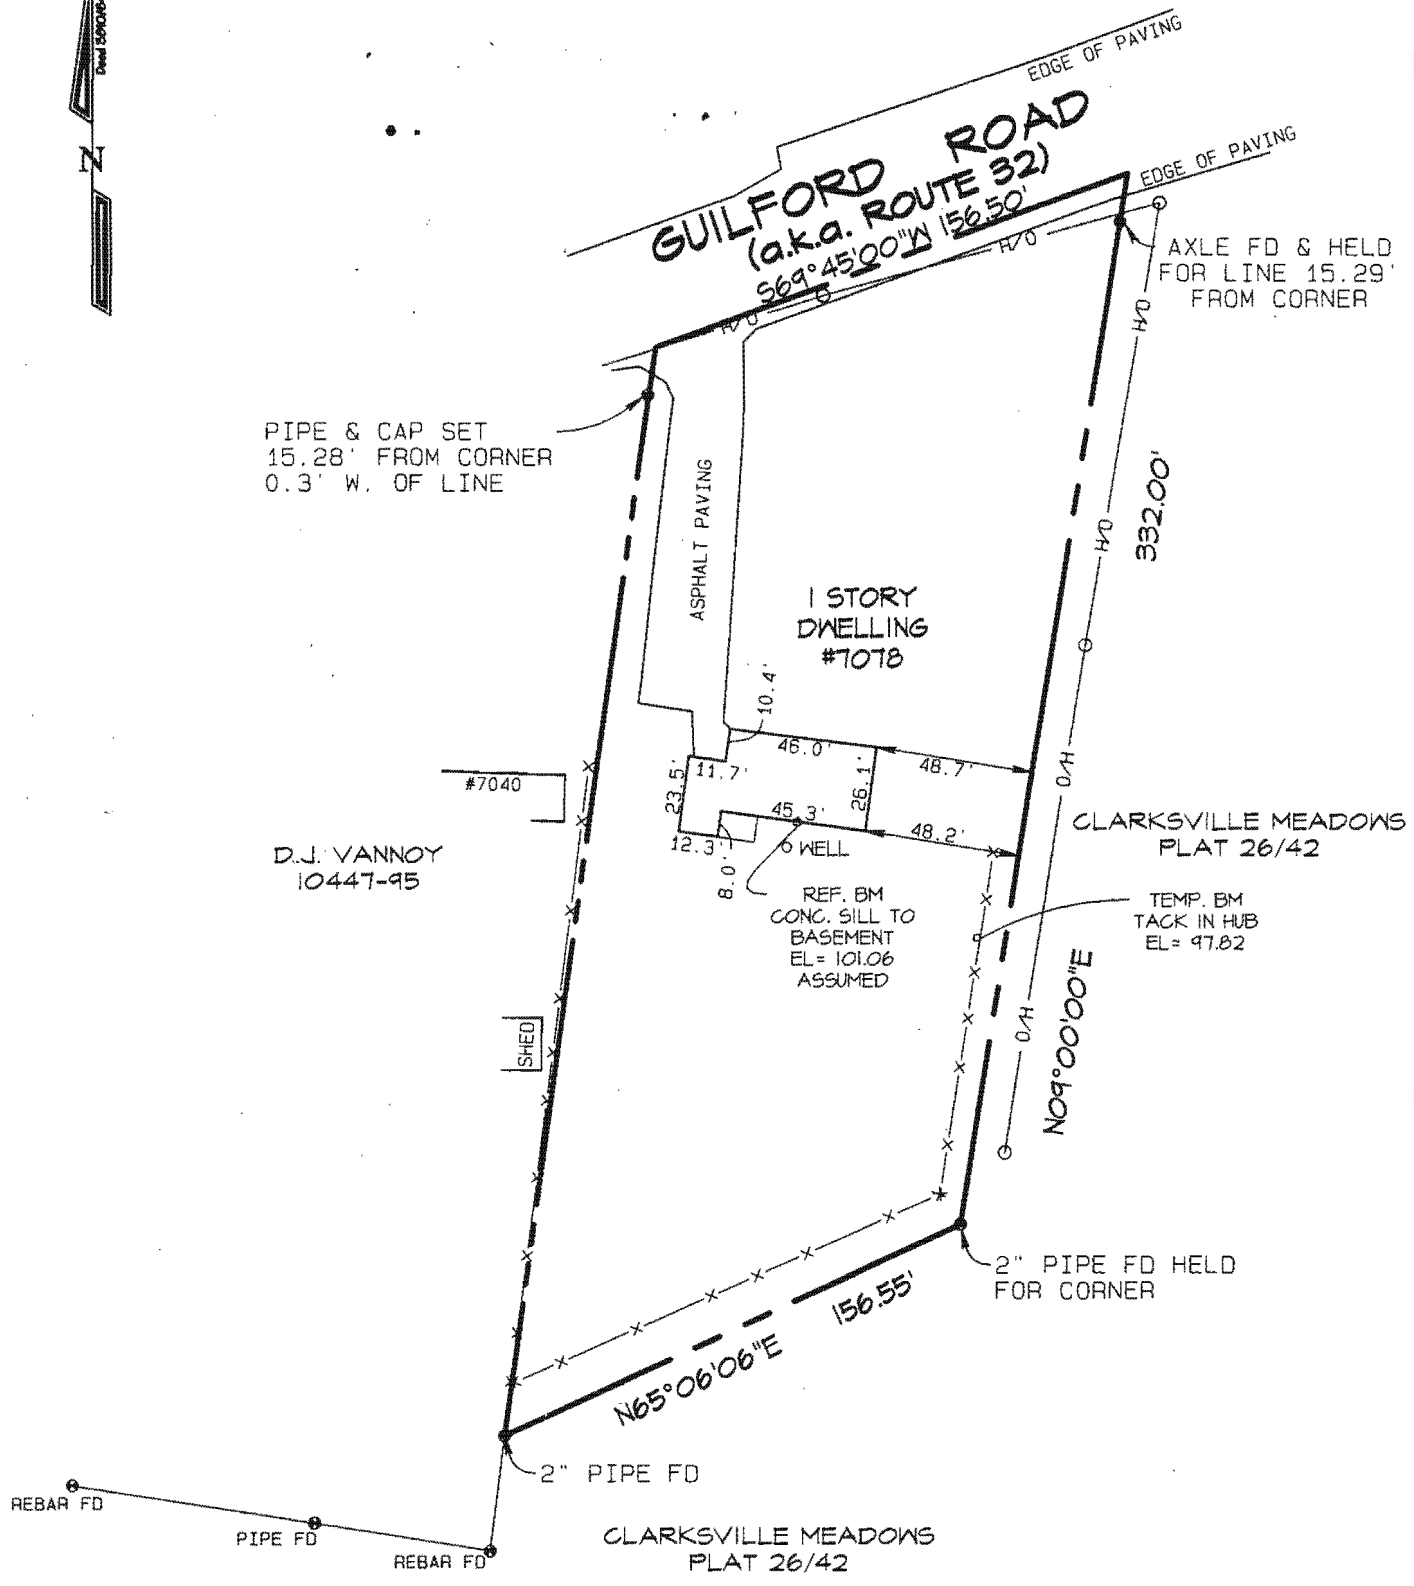 EDGE OF PAVING
N
GUILFORD ROAD
(a.k.a. ROUTE 32)
S69°45'00"W 156.50'
EDGE OF PAVING
O/H
O/H
AXLE FD & HELD
FOR LINE 15.29'
FROM CORNER
O/H
PIPE & CAP SET
15.28' FROM CORNER
0.3' W. OF LINE
ASPHALT PAVING
332.00'
O/H
1 STORY
DWELLING
#7078
10.4'
46.0'
48.7'
O/H
11.7'
23.5'
26.1'
#7040
45.3'
48.2'
12.3'
8.0'
WELL
CLARKSVILLE MEADOWS
PLAT 26/42
D.J. VANNOY
10447-95
REF. BM
CONC. SILL TO
BASEMENT
EL= 101.06
ASSUMED
TEMP. BM
TACK IN HUB
EL= 97.82
SHED
O/H
N09°00'00"E
2" PIPE FD HELD
FOR CORNER
156.55'
N65°06'06"E
2" PIPE FD
REBAR FD
PIPE FD
REBAR FD
CLARKSVILLE MEADOWS
PLAT 26/42